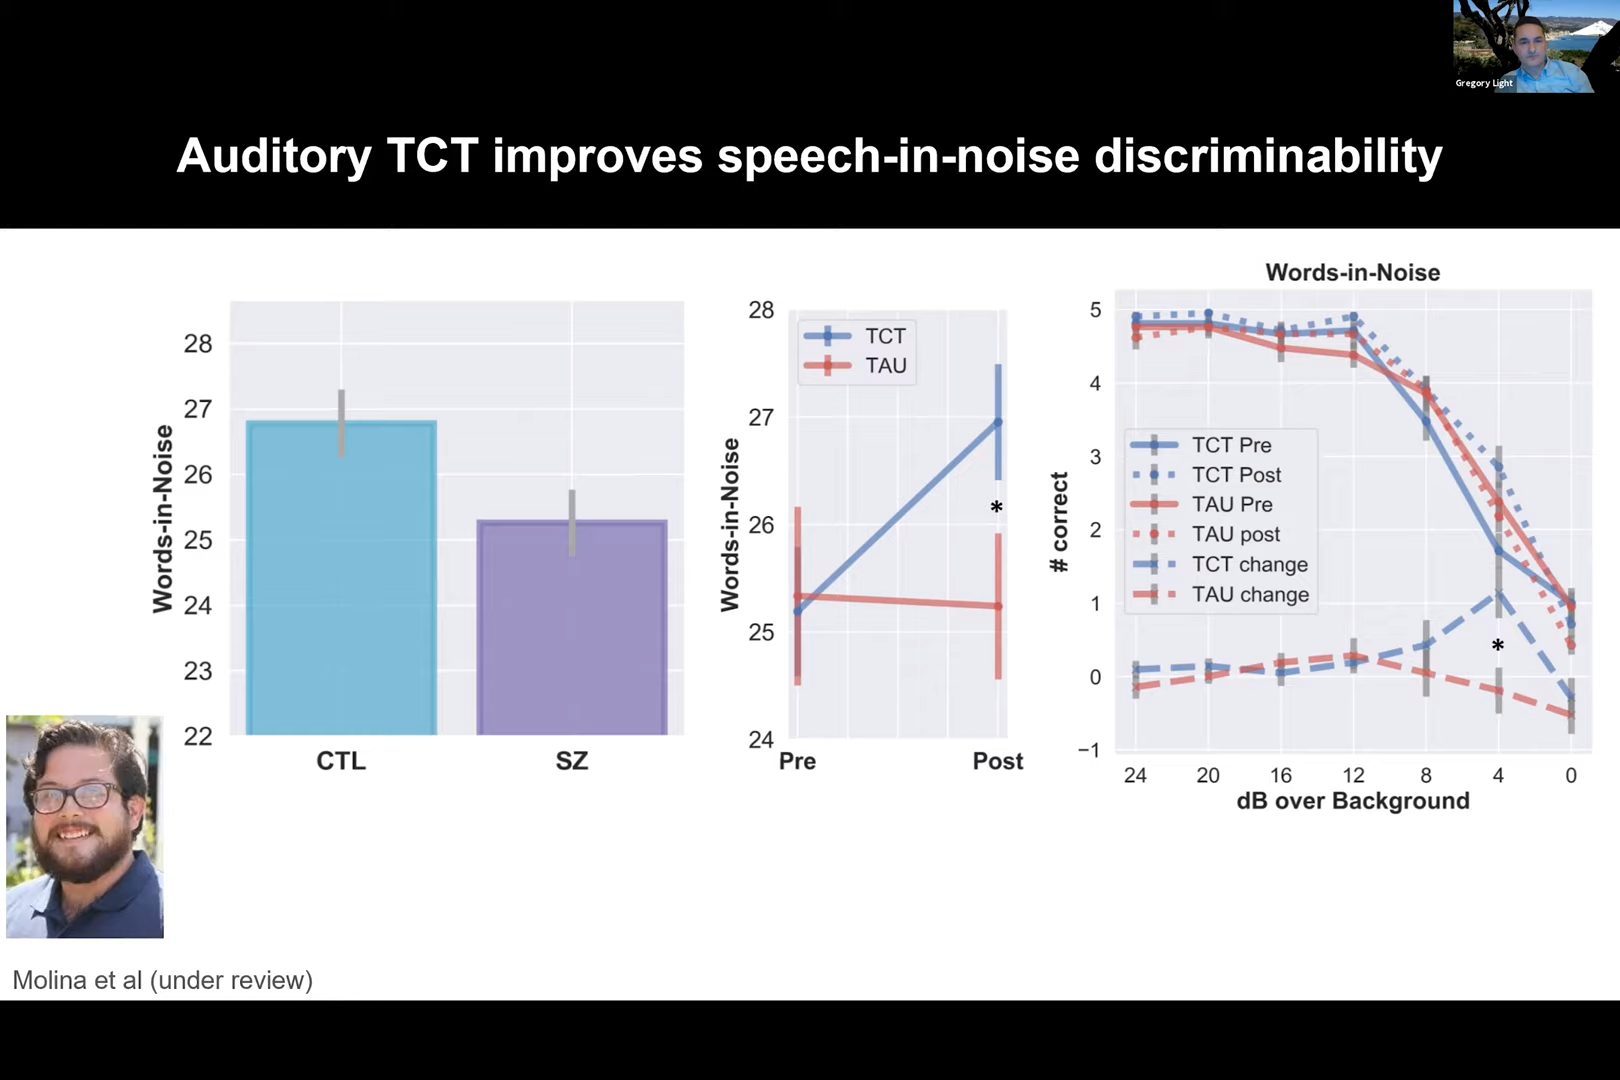 Gregory Light
Auditory TCT improves speech-in-noise discriminability
Words-in-Noise
28
27
26
25
24
23
22
CTL
SZ
Words-in-Noise
28
27
26
25
24
TCT
TAU
*
Pre
Post
Words-in-Noise
# correct
5
4
3
2
1
0
−1
TCT Pre
TCT Post
TAU Pre
TAU post
TCT change
TAU change
*
24
20
16
12
8
4
0
dB over Background
Molina et al (under review)